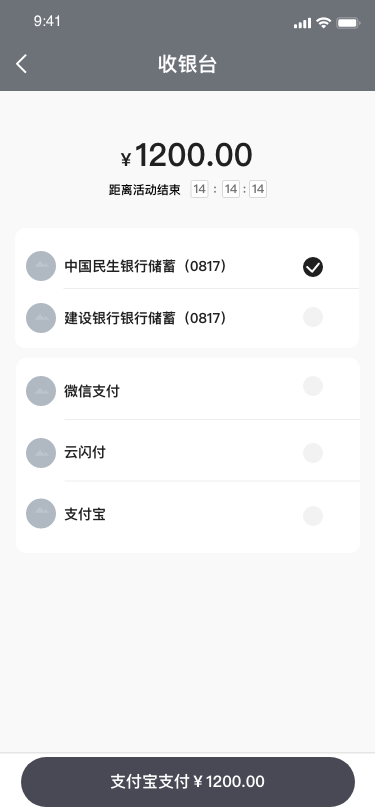 9:41
收银台
¥1200.00
距离活动结束 14 : 14 : 14
中国民生银行储蓄（0817）
建设银行银行储蓄（0817）
微信支付
云闪付
支付宝
支付宝支付￥1200.00